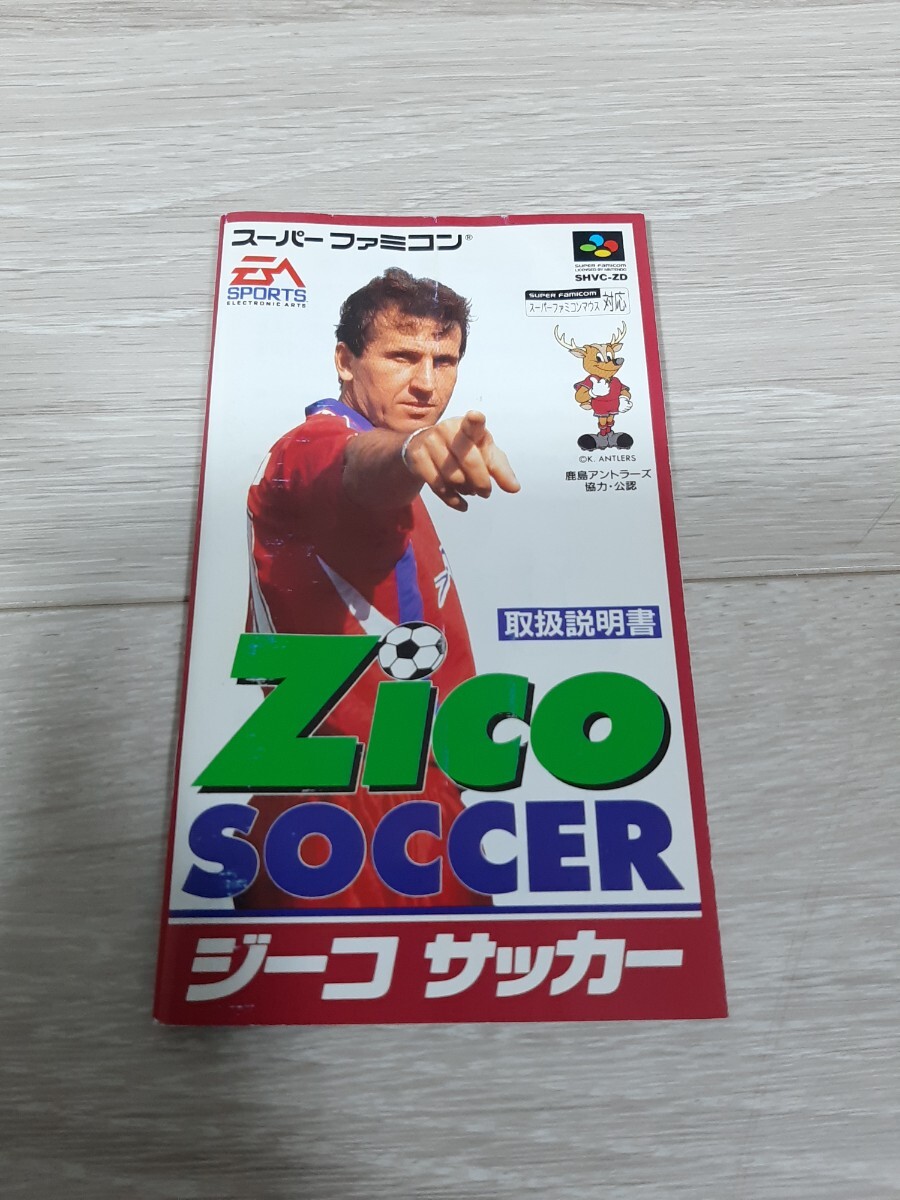 スーパーファミコン®
EA
SPORTS
ELECTRONIC ARTS
SUPER FAMICOM
LICENSED BY NINTENDO
SHVC-ZD
SUPER FAMICOM
スーパーファミコンマウス 対応
©K. ANTLERS
鹿島アントラーズ
協力・公認
取扱説明書
Zico
SOCCER
ジーコ サッカー